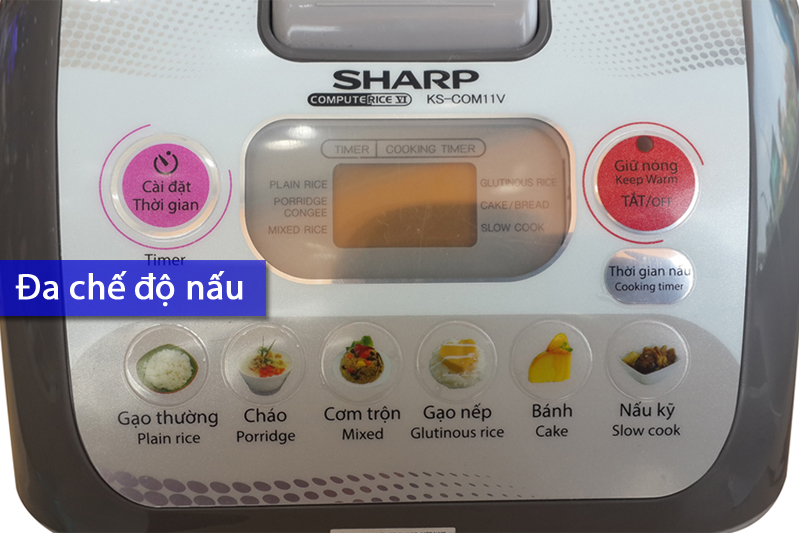 SHARP
COMPUTERICE VI KS-COM11V
TIMER COOKING TIMER
PLAIN RICE
PORRIDGE
CONGEE
MIXED RICE
GLUTINOUS RICE
CAKE/BREAD
SLOW COOK
Cài đặt
Thời gian
Timer
Giữ nóng
Keep Warm
TẮT/OFF
Thời gian nấu
Cooking timer
Đa chế độ nấu
Gạo thường
Plain rice
Cháo
Porridge
Cơm trộn
Mixed
Gạo nếp
Glutinous rice
Bánh
Cake
Nấu kỹ
Slow cook